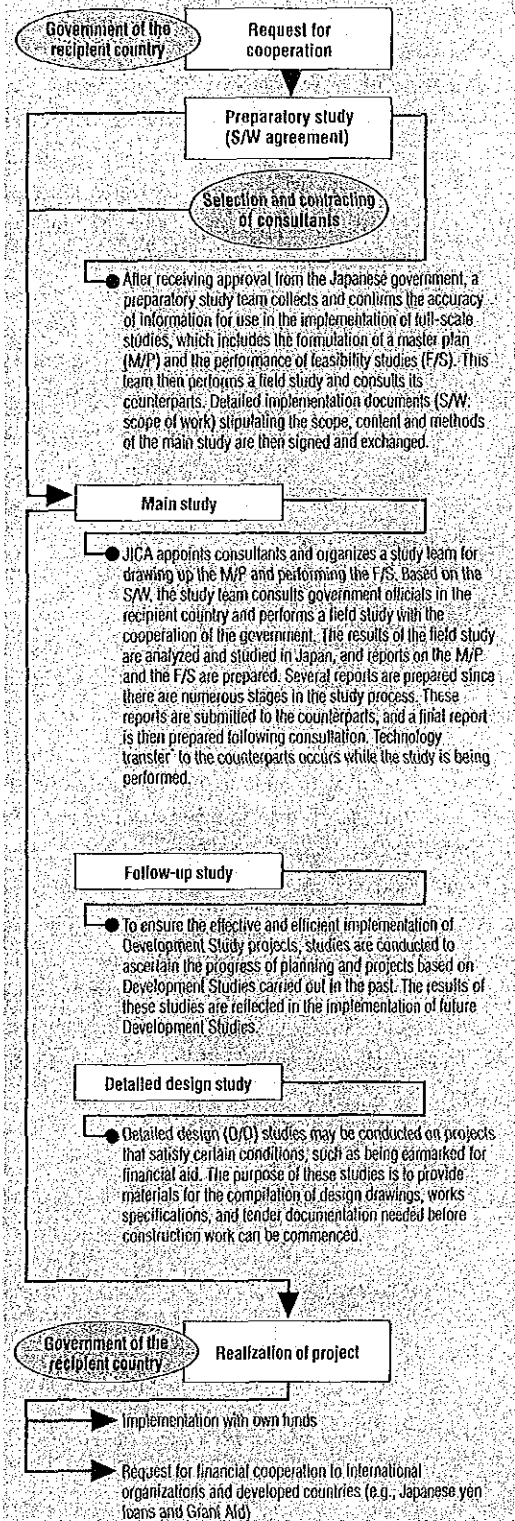 Government of the
recipient country
Request for
cooperation
Preparatory study
(S/W agreement)
Selection and contracting
of consultants
After receiving approval from the Japanese government, a
preparatory study team collects and confirms the accuracy
of information for use in the implementation of full-scale
studies, which includes the formulation of a master plan
(M/P) and the performance of feasibility studies (F/S). This
team then performs a field study and consults its
counterparts. Detailed implementation documents (S/W:
scope of work) stipulating the scope, content and methods
of the main study are then signed and exchanged.
Main study
JICA appoints consultants and organizes a study team for
drawing up the M/P and performing the F/S. Based on the
S/W, the study team consults government officials in the
recipient country and performs a field study with the
cooperation of the government. The results of the field study
are analyzed and studied in Japan, and reports on the M/P
and the F/S are prepared. Several reports are prepared since
there are numerous stages in the study process. These
reports are submitted to the counterparts, and a final report
is then prepared following consultation. Technology
transfer* to the counterparts occurs while the study is being
performed.
Follow-up study
To ensure the effective and efficient implementation of
Development Study projects, studies are conducted to
ascertain the progress of planning and projects based on
Development Studies carried out in the past. The results of
these studies are reflected in the implementation of future
Development Studies.
Detailed design study
Detailed design (D/D) studies may be conducted on projects
that satisfy certain conditions, such as being earmarked for
financial aid. The purpose of these studies is to provide
materials for the compilation of design drawings, works
specifications, and tender documentation needed before
construction work can be commenced.
Government of the
recipient country
Realization of project
Implementation with own funds
Request for financial cooperation to international
organizations and developed countries (e.g., Japanese yen
loans and Grant Aid)